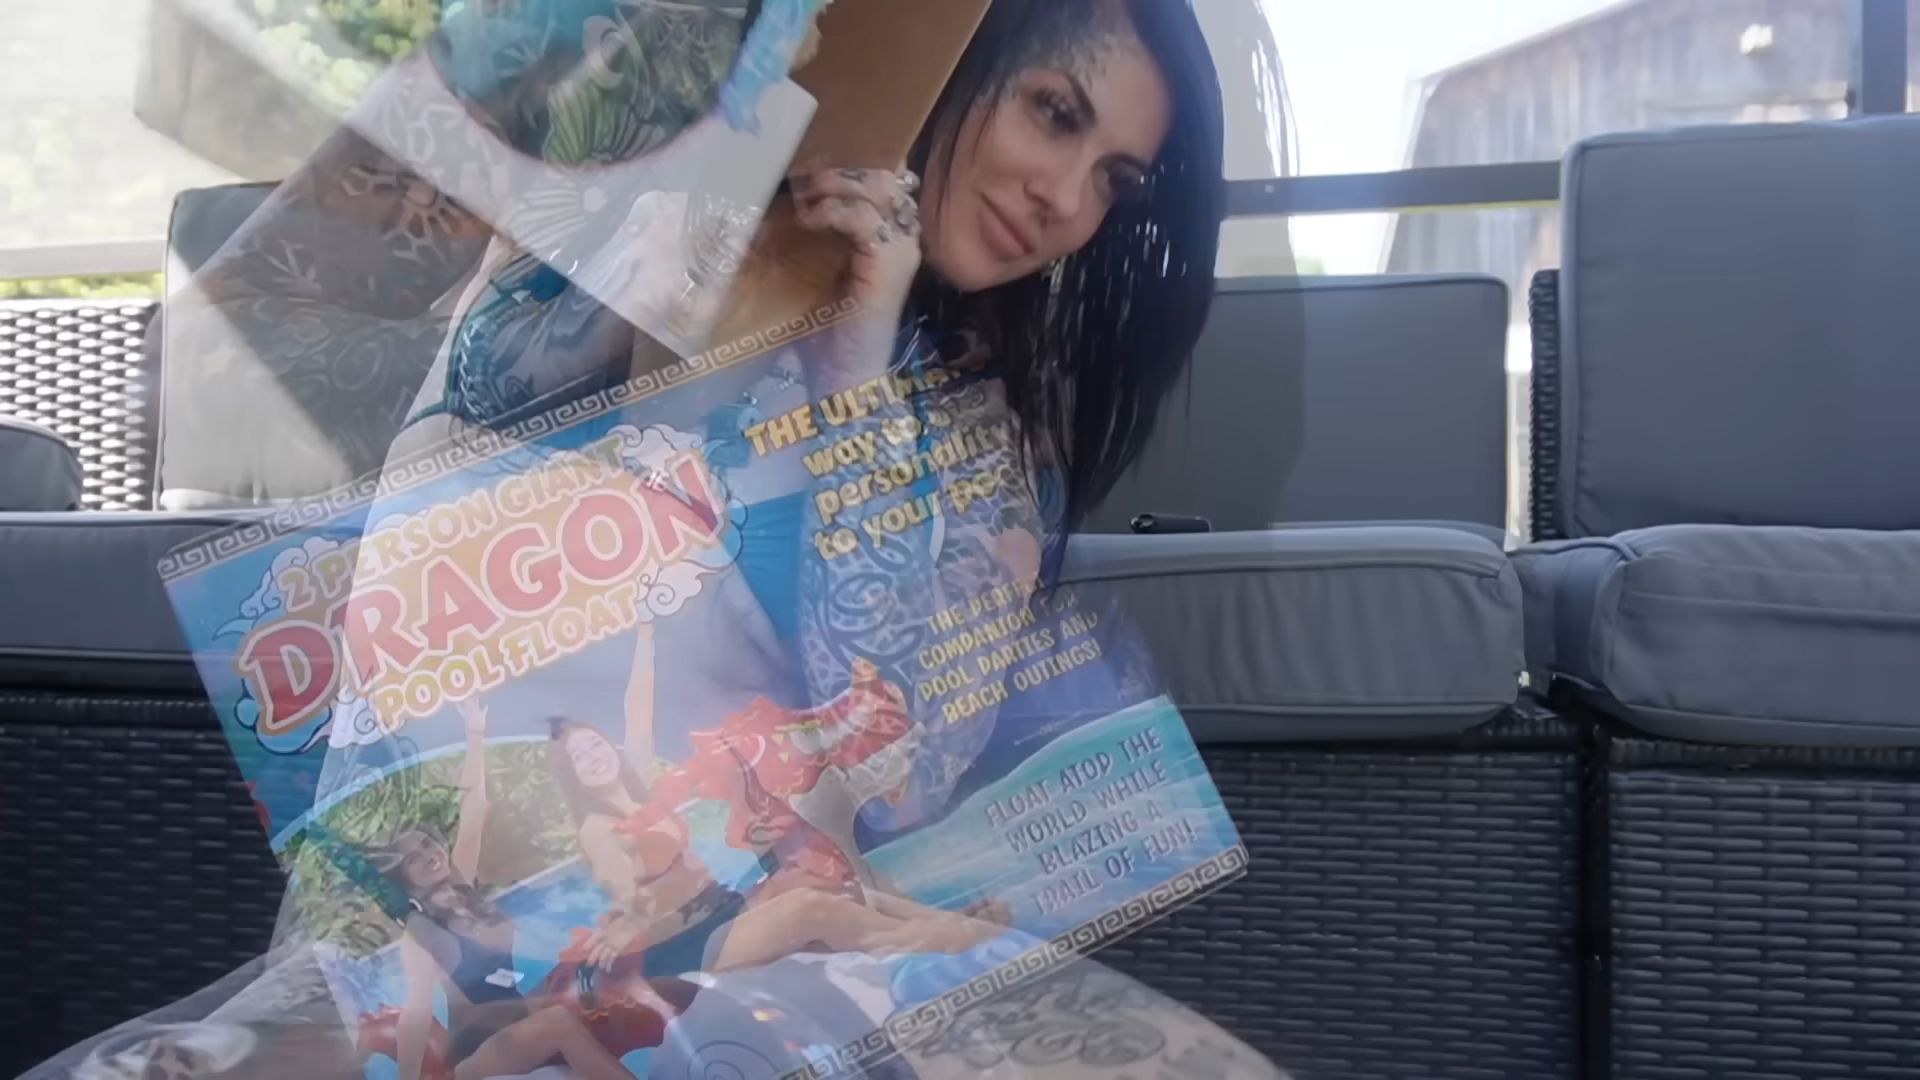 2 PERSON GIANT
DRAGON
POOL FLOAT
THE
way to a
personality
to your
THE PERFECT
COMPANION FOR
POOL PARTIES AND
BEACH OUTINGS!
FLOAT ATOP THE
WORLD WHILE
BLAZING A
TRAIL OF FUN!